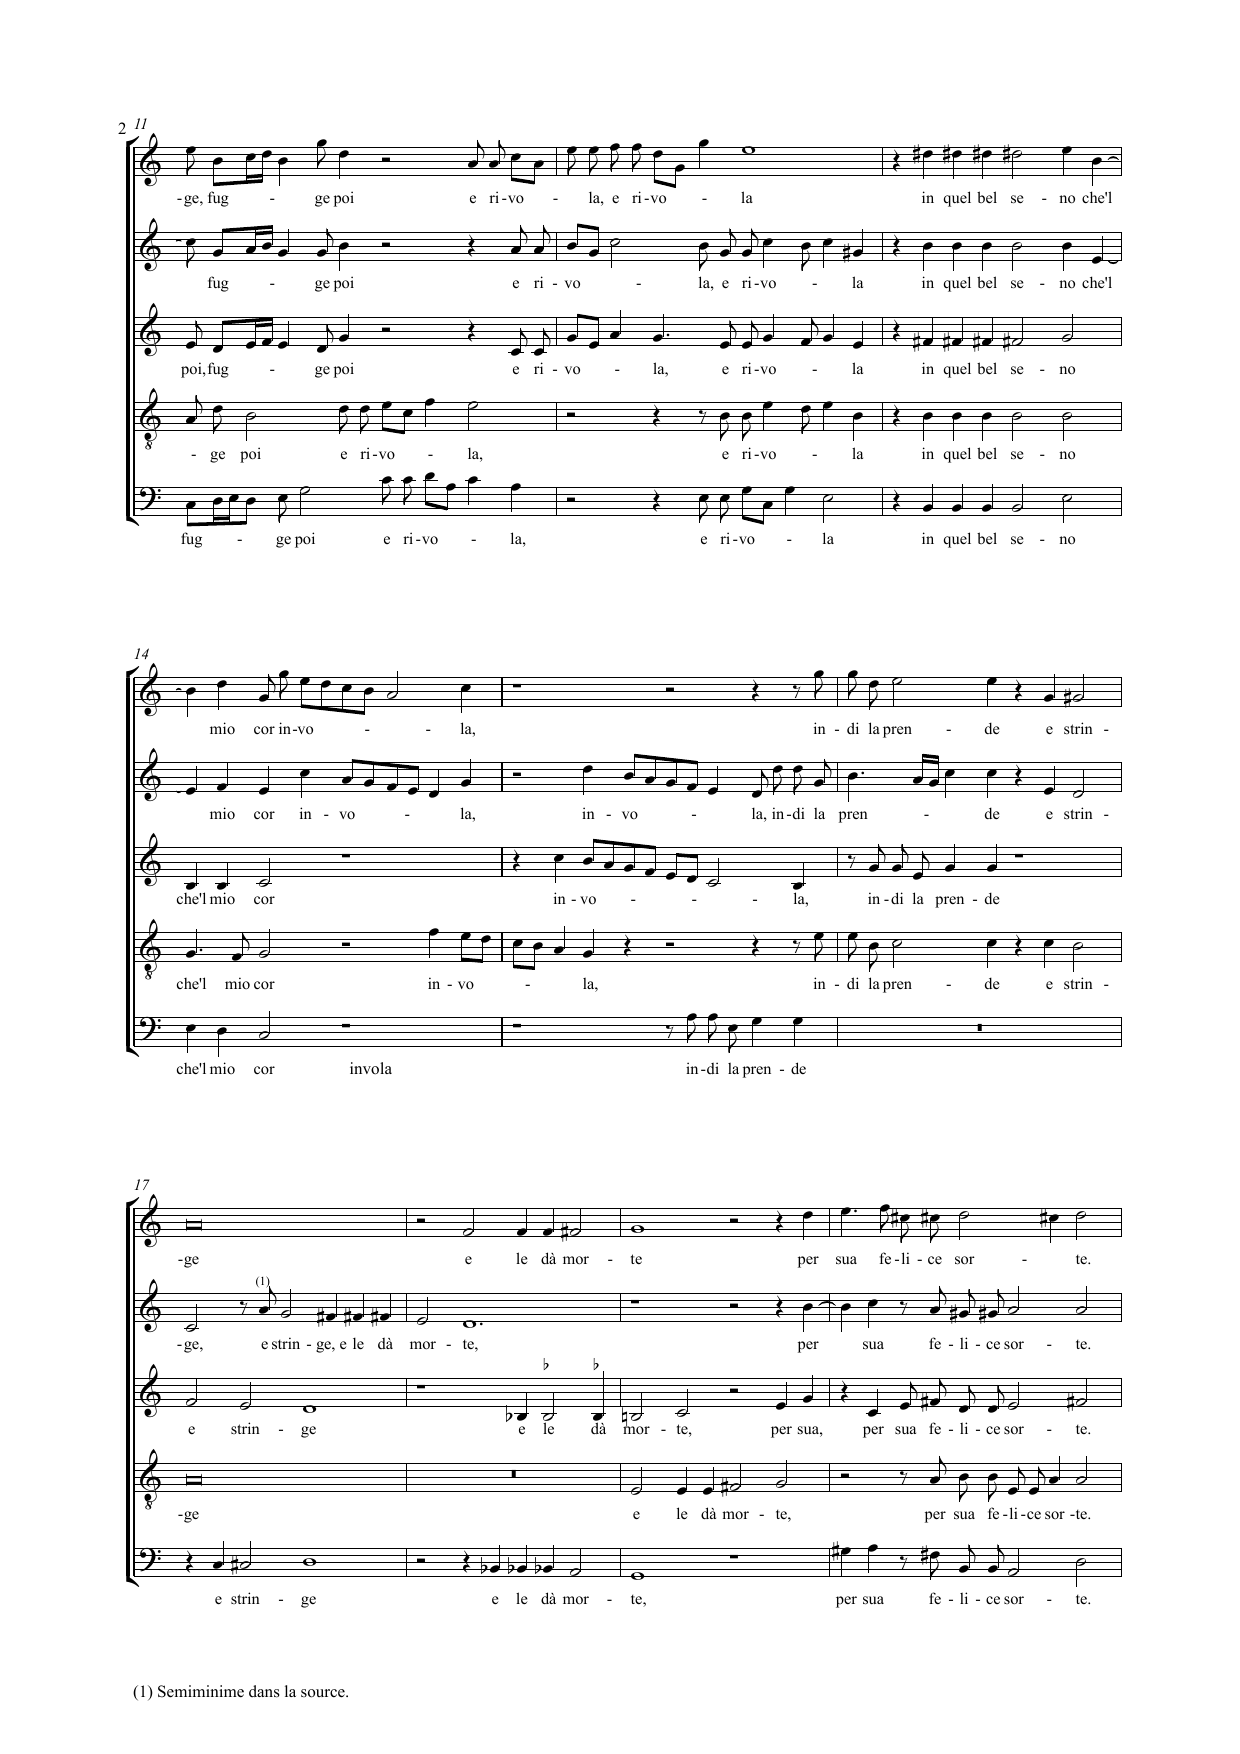 2 11
-ge, fug - ge poi e ri-vo - la, e ri-vo - la in quel bel se - no che'l
fug - ge poi e ri - vo - la, e ri-vo - la in quel bel se - no che'l
poi, fug - ge poi e ri - vo - la, e ri-vo - la in quel bel se - no
- ge poi e ri-vo - la, e ri-vo - la in quel bel se - no
fug - ge poi e ri-vo - la, e ri-vo - la in quel bel se - no
14
mio cor in-vo - - - la, in - di la pren - de e strin -
mio cor in - vo - la, in - vo - la, in-di la pren - - de e strin -
che'l mio cor in - vo - - - - la, in-di la pren - de
che'l mio cor in - vo - - la, in - di la pren - de e strin -
che'l mio cor invola in-di la pren - de
17
-ge e le dà mor - te per sua fe-li-ce sor - te.
(1)
-ge, e strin - ge, e le dà mor - te, per sua fe - li - ce sor - te.
e strin - ge e le dà mor - te, per sua, per sua fe - li - ce sor - te.
-ge e le dà mor - te, per sua fe-li-ce sor -te.
e strin - ge e le dà mor - te, per sua fe - li - ce sor - te.
(1) Semiminime dans la source.